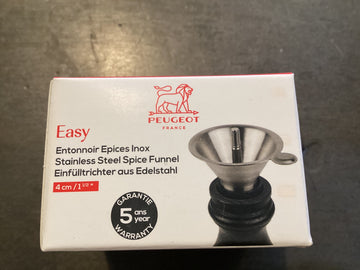 PEUGEOT
FRANCE
Easy
Entonnoir Epices Inox
Stainless Steel Spice Funnel
Einfülltrichter aus Edelstahl
4 cm / 1 1/2 "
GARANTIE
5 ans
year
WARRANTY